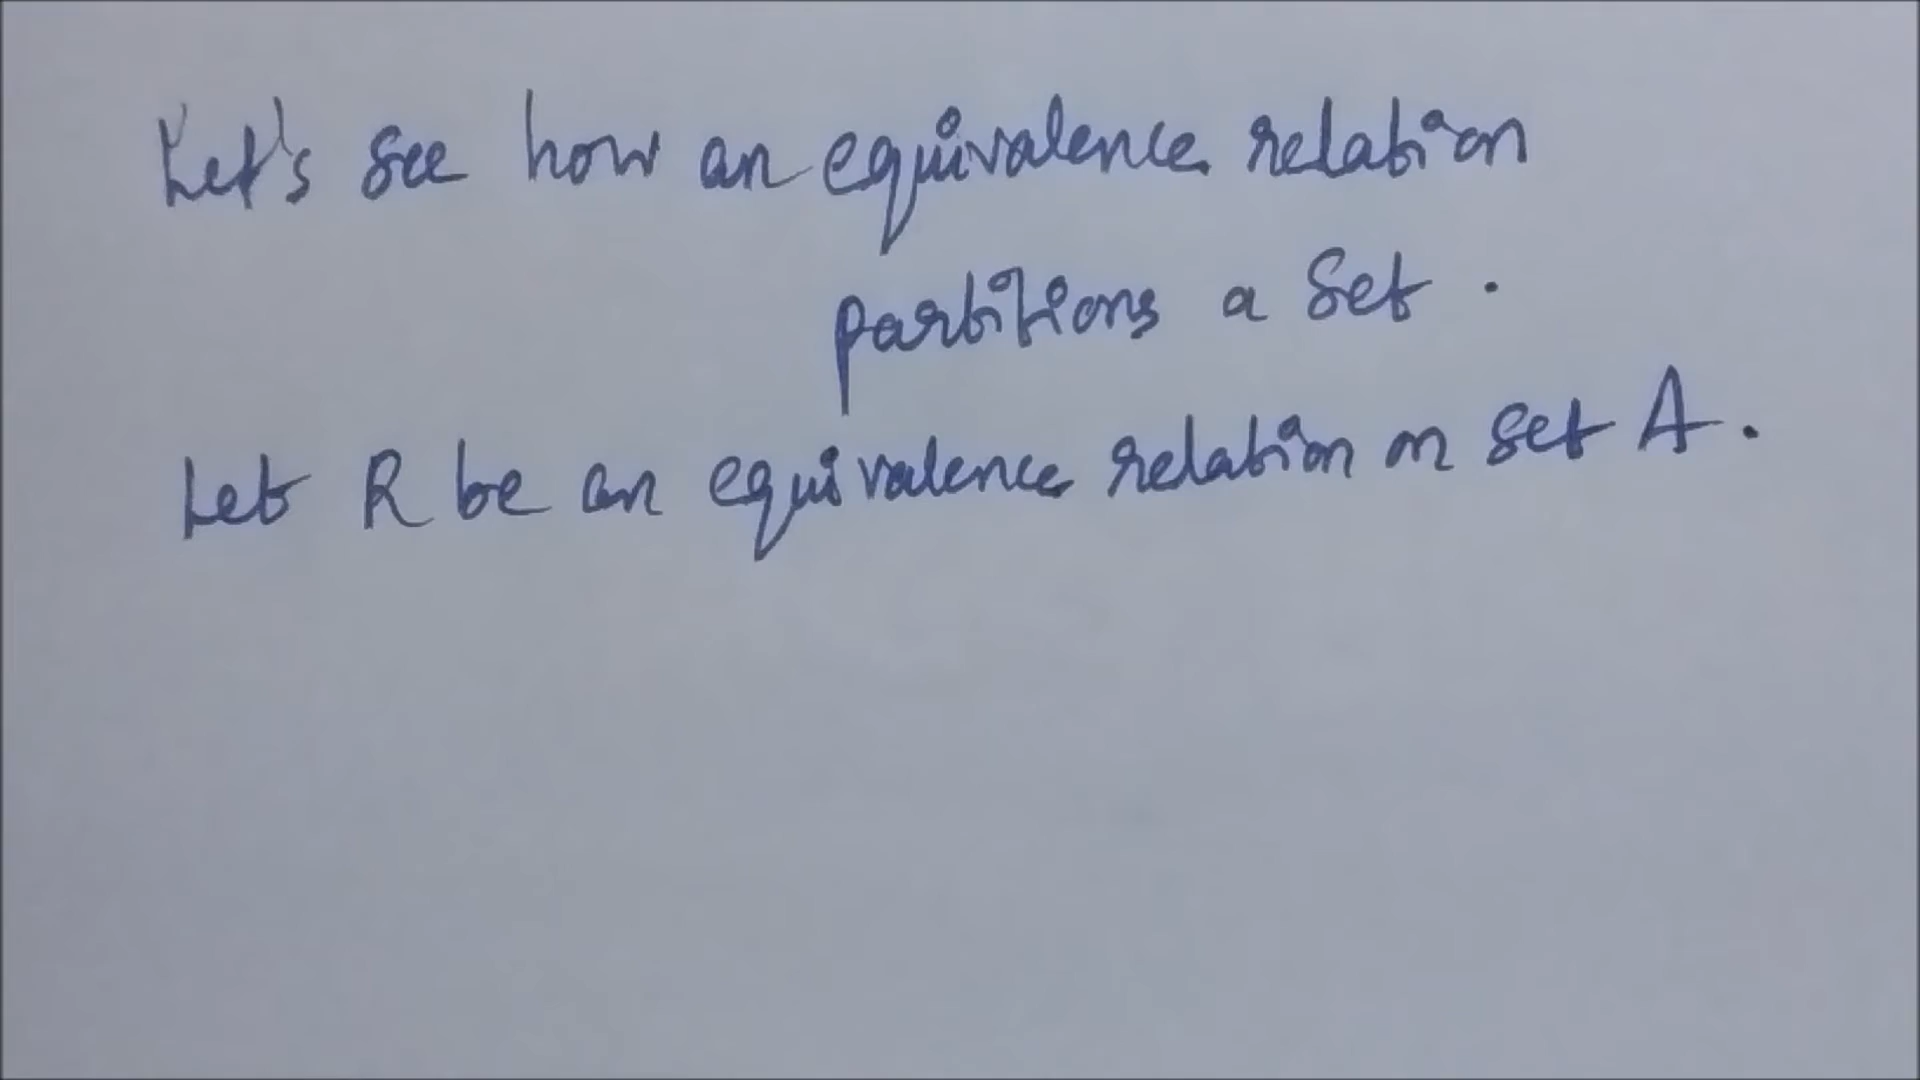 Let's see how an equivalence relation
partitions a set.
Let R be an equivalence relation on set A.